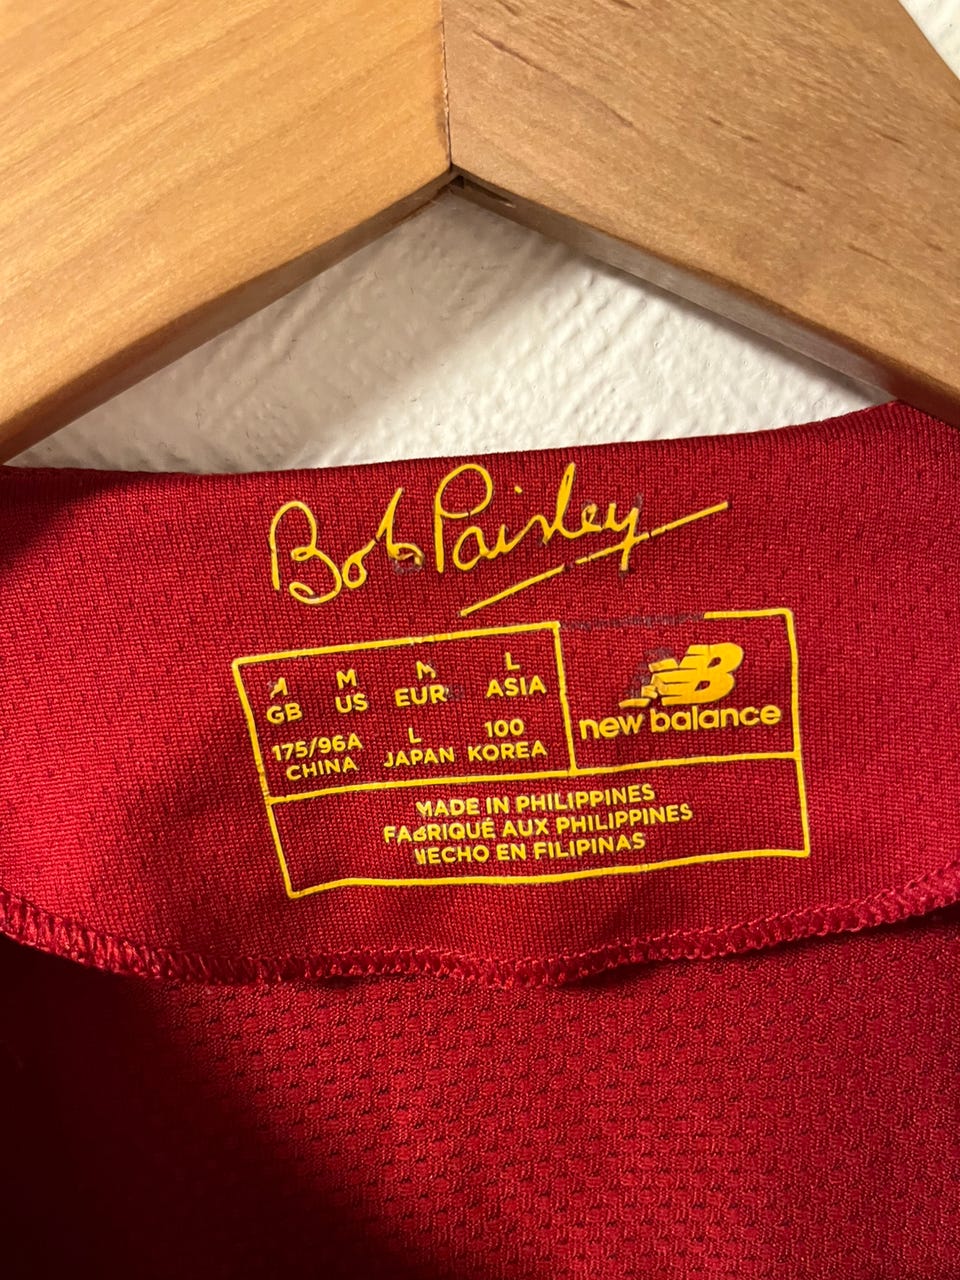 Bob Paisley
M M M L
GB US EUR ASIA
175/96A L 100
CHINA JAPAN KOREA
NB
new balance
MADE IN PHILIPPINES
FABRIQUÉ AUX PHILIPPINES
HECHO EN FILIPINAS